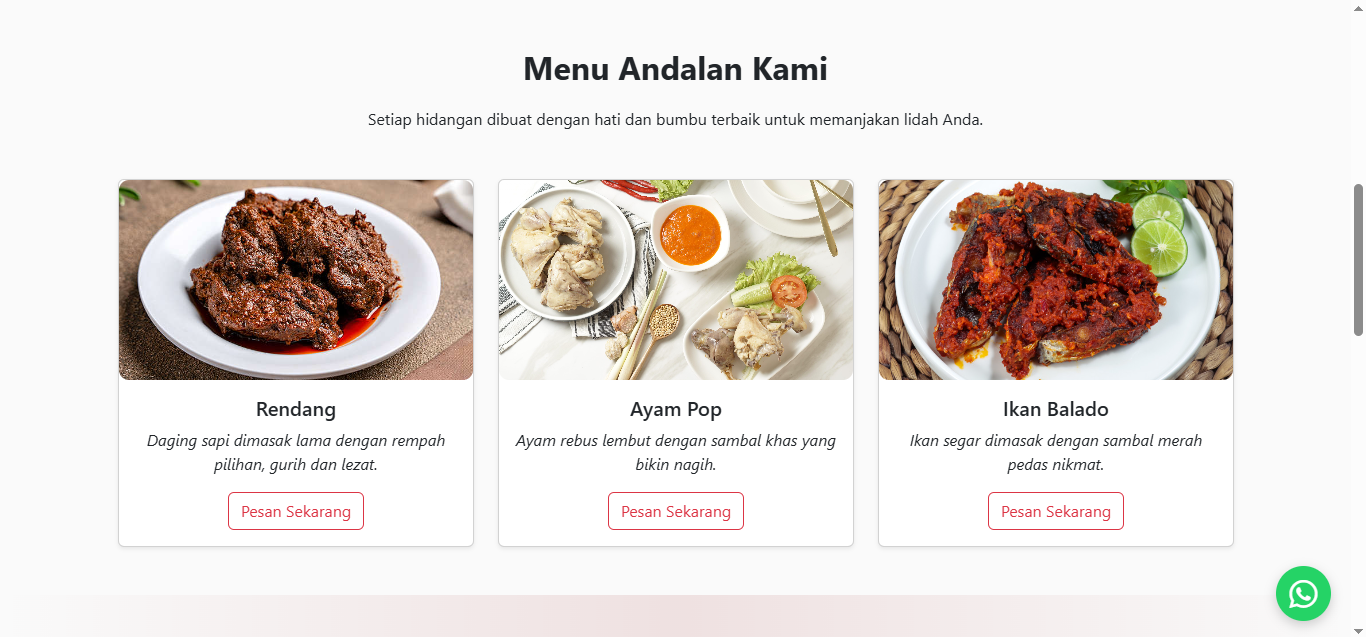 Menu Andalan Kami
Setiap hidangan dibuat dengan hati dan bumbu terbaik untuk memanjakan lidah Anda.
Rendang
Daging sapi dimasak lama dengan rempah
pilihan, gurih dan lezat.
Pesan Sekarang
Ayam Pop
Ayam rebus lembut dengan sambal khas yang
bikin nagih.
Pesan Sekarang
Ikan Balado
Ikan segar dimasak dengan sambal merah
pedas nikmat.
Pesan Sekarang